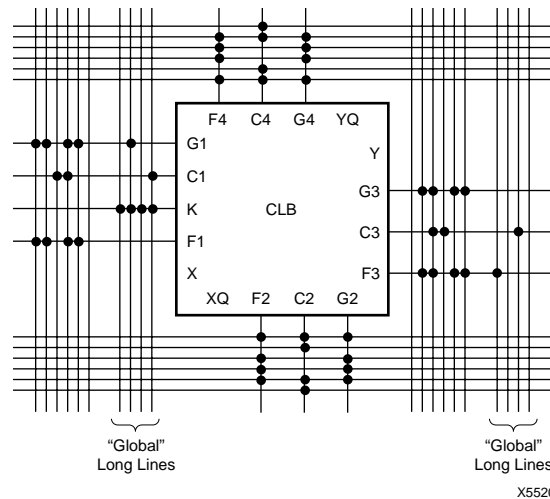 F4 C4 G4 YQ
G1
Y
C1
G3
K
CLB
C3
F1
X
F3
XQ F2 C2 G2
“Global”
Long Lines
“Global”
Long Lines
X5520